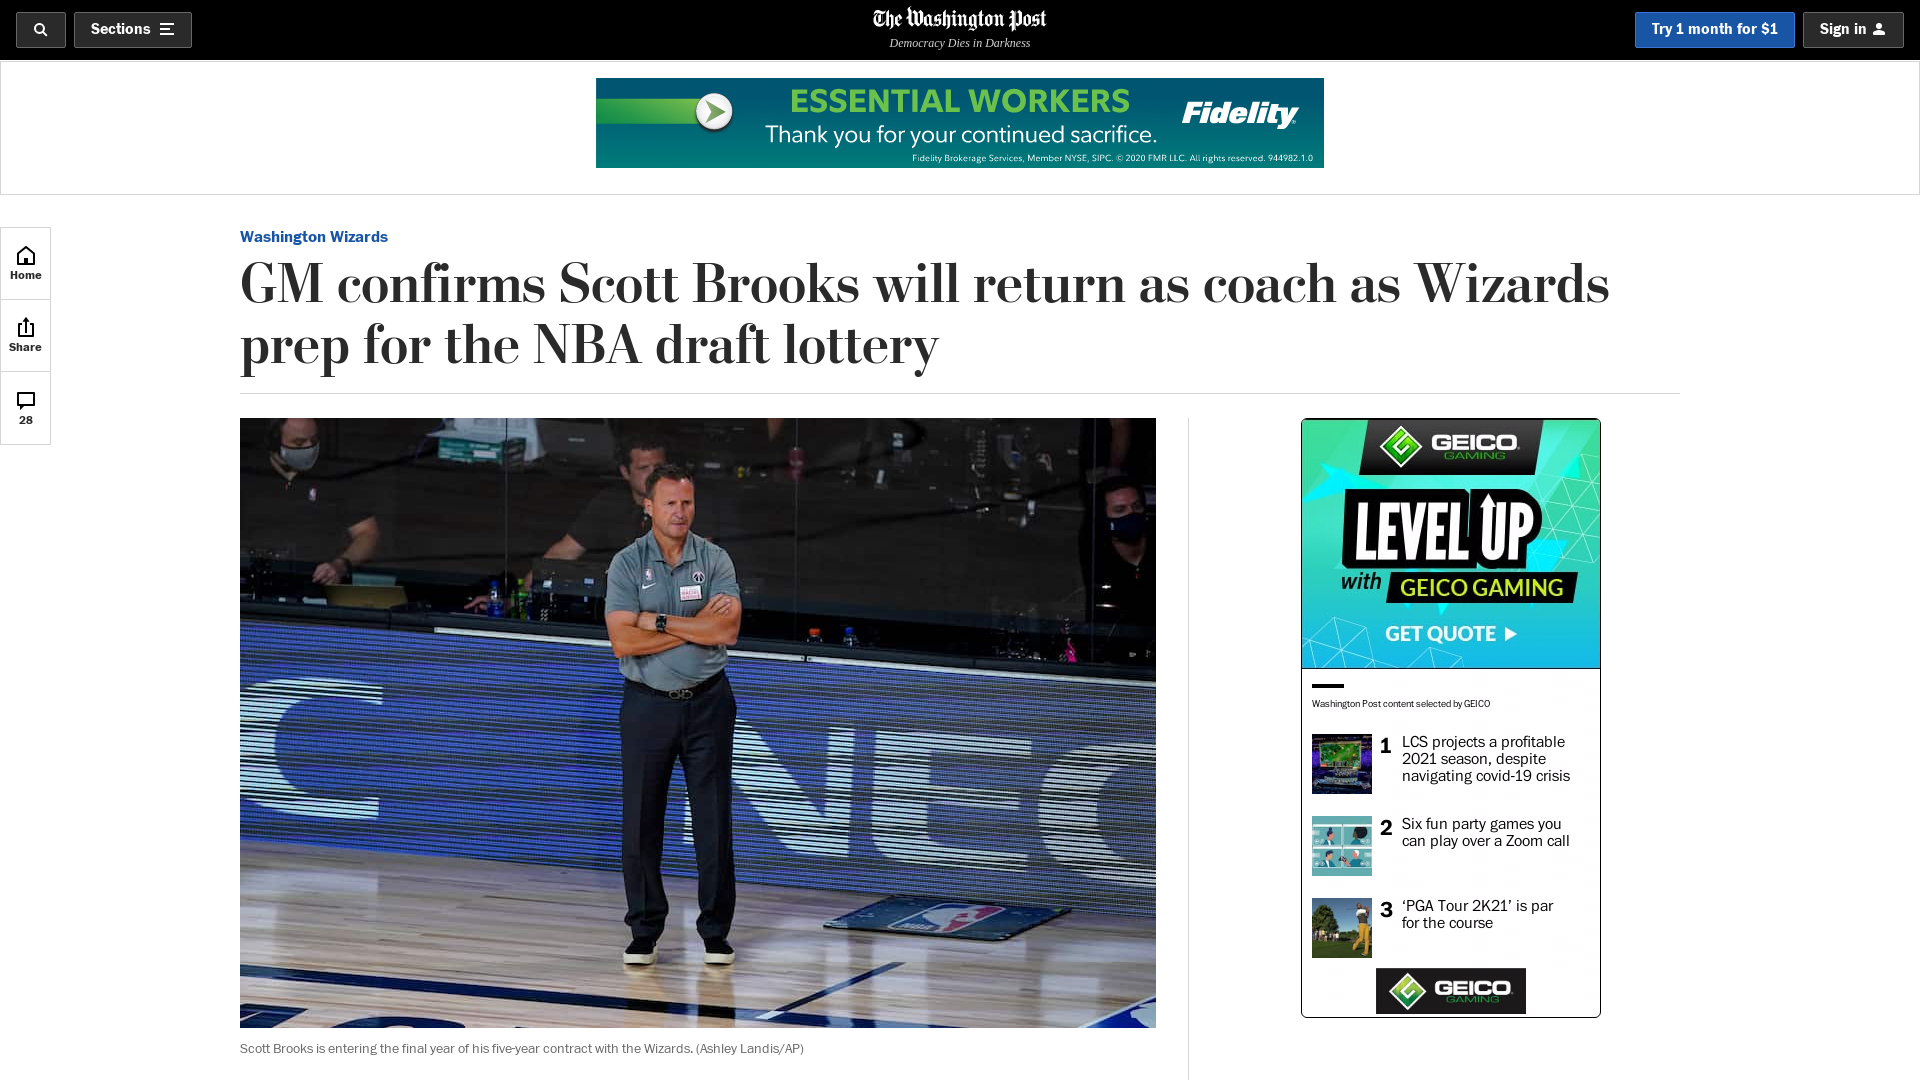 Sections
The Washington Post
Democracy Dies in Darkness
Try 1 month for $1
Sign in
ESSENTIAL WORKERS
Thank you for your continued sacrifice.
Fidelity
Fidelity Brokerage Services, Member NYSE, SIPC. © 2020 FMR LLC. All rights reserved. 944982.1.0
Home
Share
28
Washington Wizards
GM confirms Scott Brooks will return as coach as Wizards
prep for the NBA draft lottery
C NEC
Scott Brooks is entering the final year of his five-year contract with the Wizards. (Ashley Landis/AP)
GEICO
GAMING
LEVEL UP
with GEICO GAMING
GET QUOTE
Washington Post content selected by GEICO
1 LCS projects a profitable
2021 season, despite
navigating covid-19 crisis
2 Six fun party games you
can play over a Zoom call
3 ‘PGA Tour 2K21’ is par
for the course
GEICO
GAMING